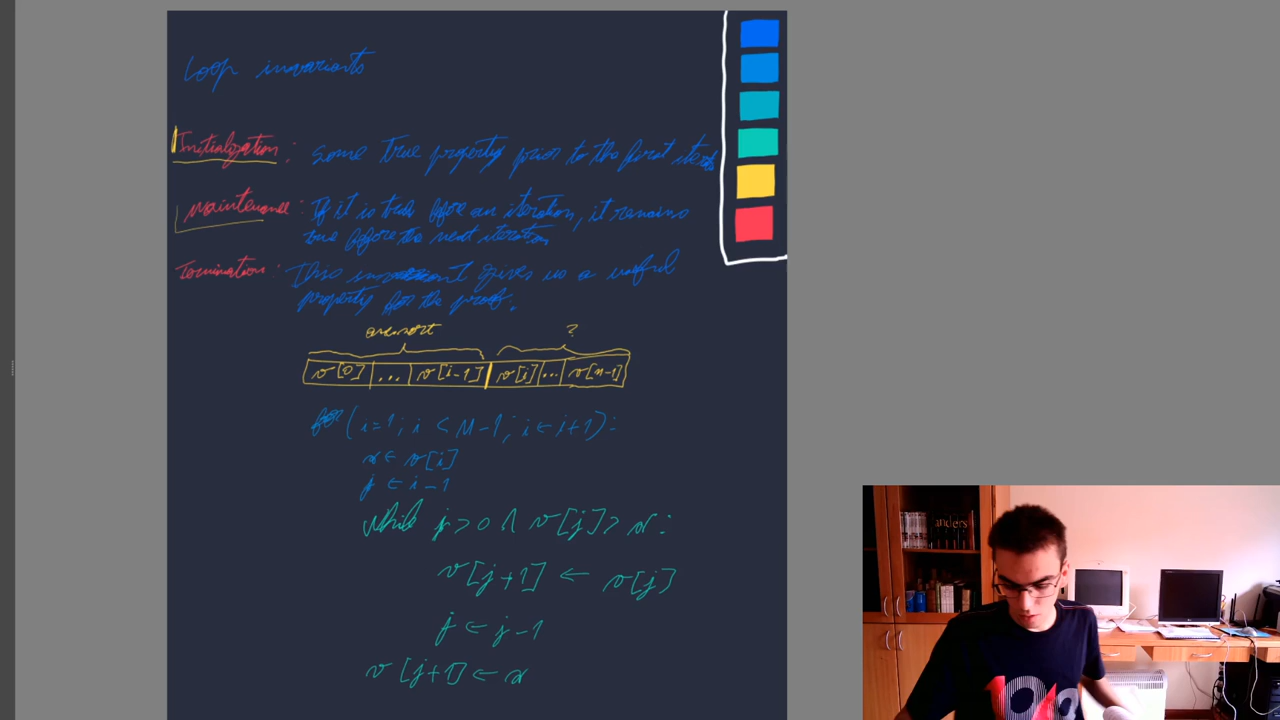 Loop invariants
Initialization: Some true property prior to the first iter
Maintenance: If it is true before an iteration, it remains
true before the next iteration
Termination: This invariant gives us a useful
property for the proof.
?
v[0] ... v[i-1] v[i] ... v[n-1]
for (i=1; i < N-1; i ← i+1):
x ← v[i]
j ← i-1
while j > 0 ∧ v[j] > x:
v[j+1] ← v[j]
j ← j-1
v[j+1] ← x
anders